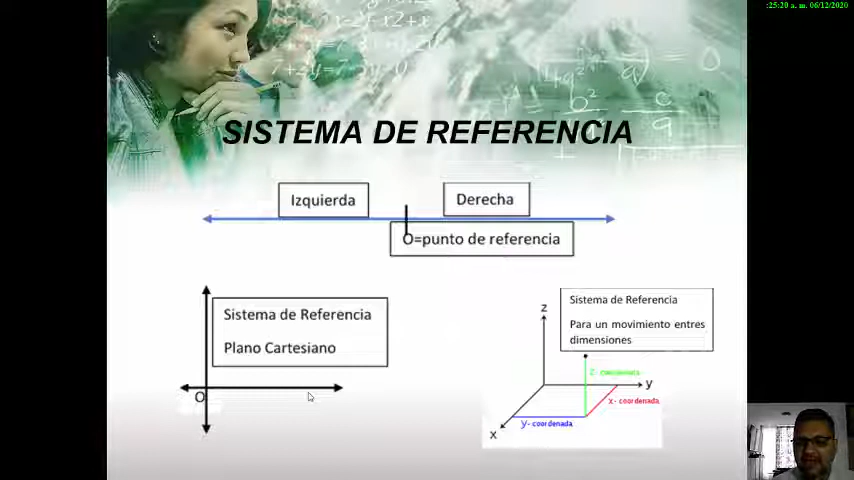 :25:20 a. m. 06/12/2020
SISTEMA DE REFERENCIA
Izquierda
Derecha
O=punto de referencia
Sistema de Referencia
Plano Cartesiano
O
Sistema de Referencia
Para un movimiento entres
dimensiones
z
y
x
x- coordenada
y- coordenada